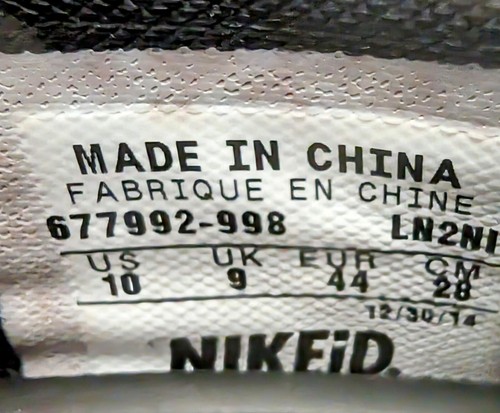 MADE IN CHINA
FABRIQUE EN CHINE
677992-998 LN2NI
US UK EUR CM
10 9 44 28
12/30/14
NIKEiD.